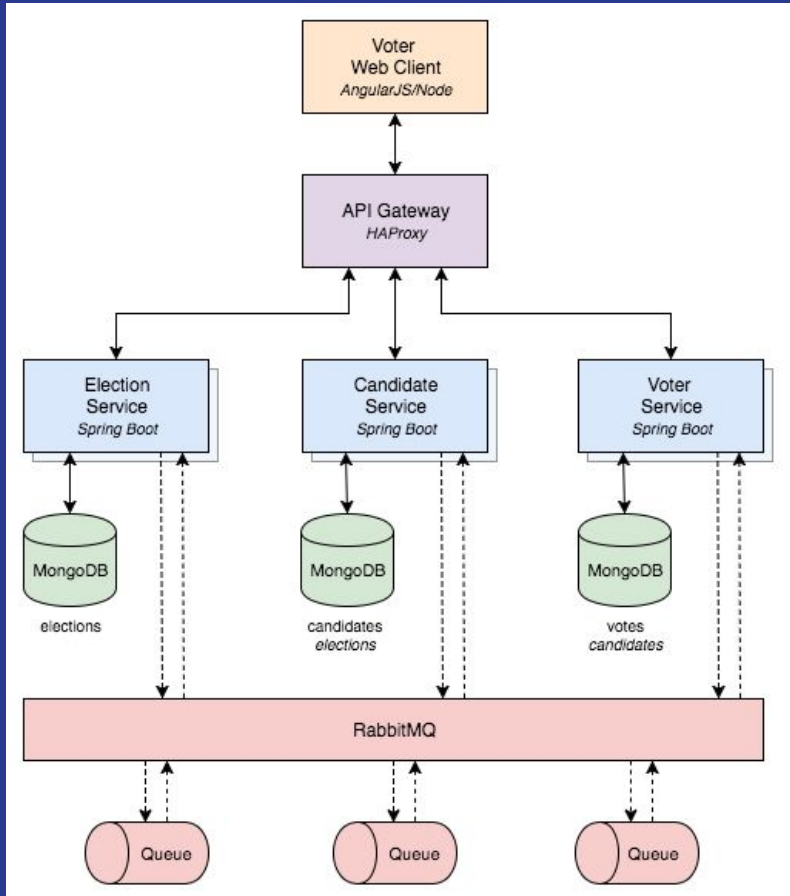 Voter
Web Client
AngularJS/Node
API Gateway
HAProxy
Election
Service
Spring Boot
Candidate
Service
Spring Boot
Voter
Service
Spring Boot
MongoDB
MongoDB
MongoDB
elections
candidates
elections
votes
candidates
RabbitMQ
Queue
Queue
Queue